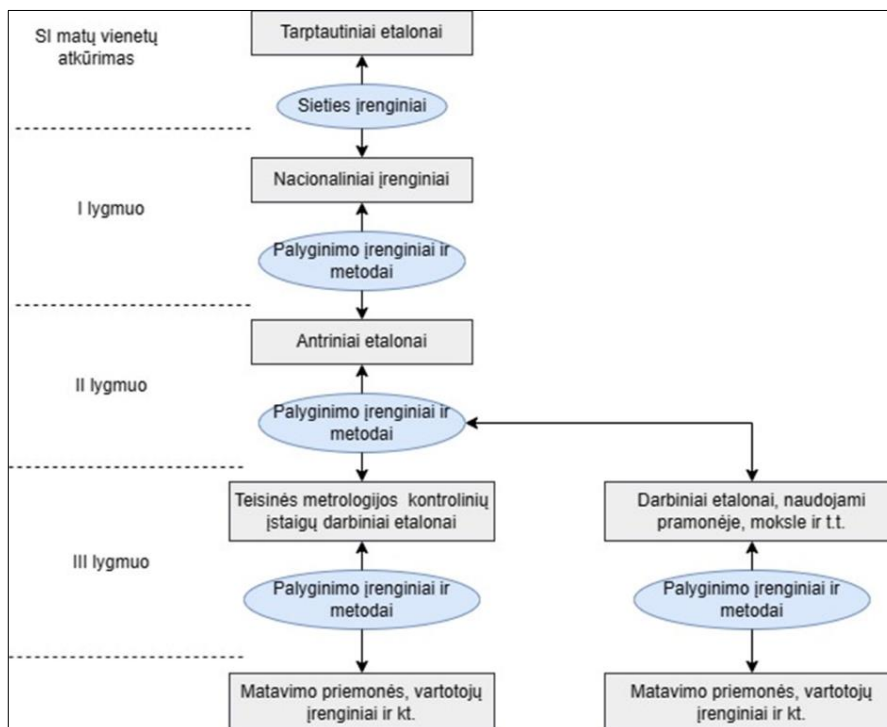 SI matų vienetų
atkūrimas
Tarptautiniai etalonai
Sieties įrenginiai
I lygmuo
Nacionaliniai įrenginiai
Palyginimo įrenginiai ir
metodai
II lygmuo
Antriniai etalonai
Palyginimo įrenginiai ir
metodai
III lygmuo
Teisinės metrologijos kontrolinių
įstaigų darbiniai etalonai
Darbiniai etalonai, naudojami
pramonėje, moksle ir t.t.
Palyginimo įrenginiai ir
metodai
Palyginimo įrenginiai ir
metodai
Matavimo priemonės, vartotojų
įrenginiai ir kt.
Matavimo priemonės, vartotojų
įrenginiai ir kt.